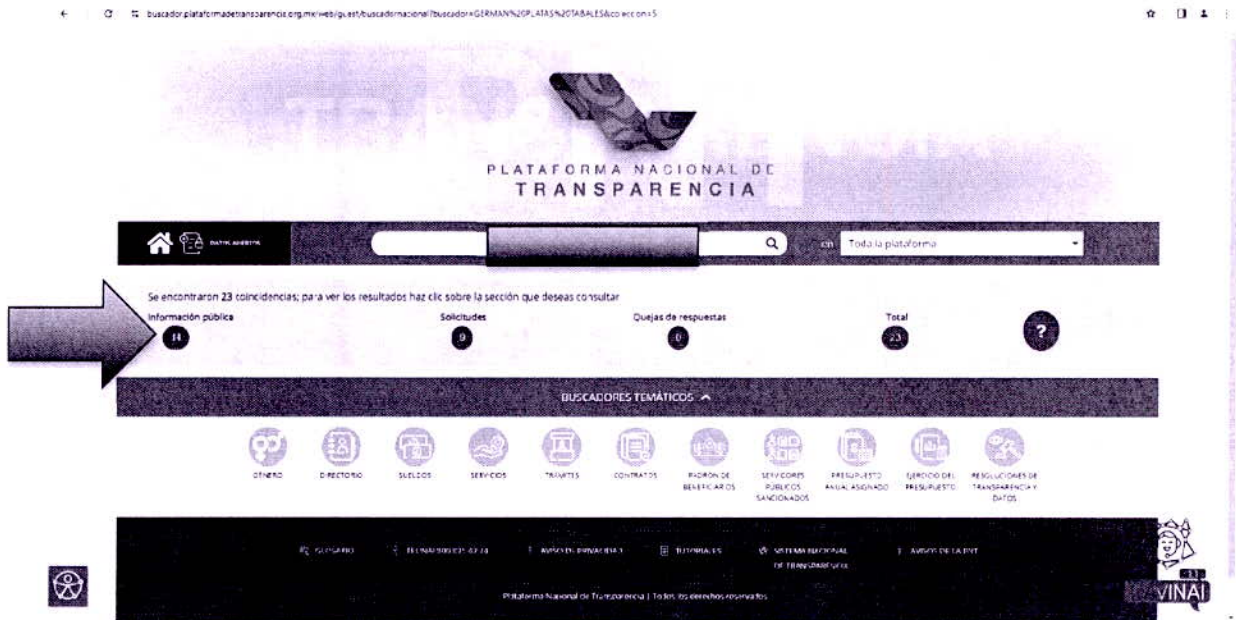 buscador.plataformadetransparencia.org.mx/web/guest/buscadornacional?buscador=GERMAN%20PLATAS%20TABALES&coleccion=5
PLATAFORMA NACIONAL DE
TRANSPARENCIA
DATOS ABIERTOS
en Toda la plataforma
Se encontraron 23 coincidencias; para ver los resultados haz clic sobre la sección que deseas consultar
Información pública Solicitudes Quejas de respuestas Total
14 9 0 23 ?
BUSCADORES TEMÁTICOS
GÉNERO DIRECTORIO SUELDOS SERVICIOS TRÁMITES CONTRATOS PADRÓN DE BENEFICIARIOS SERVIDORES PÚBLICOS SANCIONADOS PRESUPUESTO ANUAL ASIGNADO EJERCICIO DEL PRESUPUESTO RESOLUCIONES DE TRANSPARENCIA Y DATOS
GLOSARIO AVISO DE PRIVACIDAD TUTORIALES SISTEMA NACIONAL DE TRANSPARENCIA AVISOS DE LA PNT
Plataforma Nacional de Transparencia | Todos los derechos reservados
VINAI